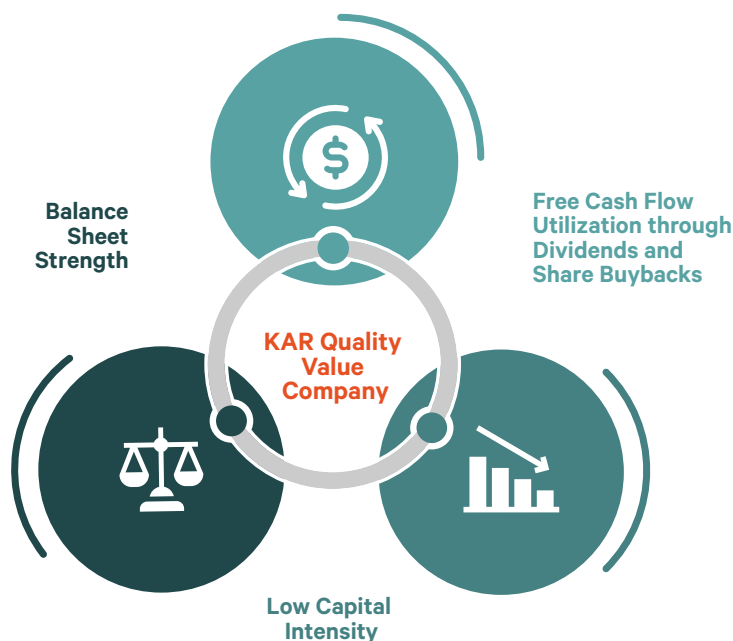 Balance
Sheet
Strength
Free Cash Flow
Utilization through
Dividends and
Share Buybacks
$
KAR Quality
Value
Company
Low Capital
Intensity